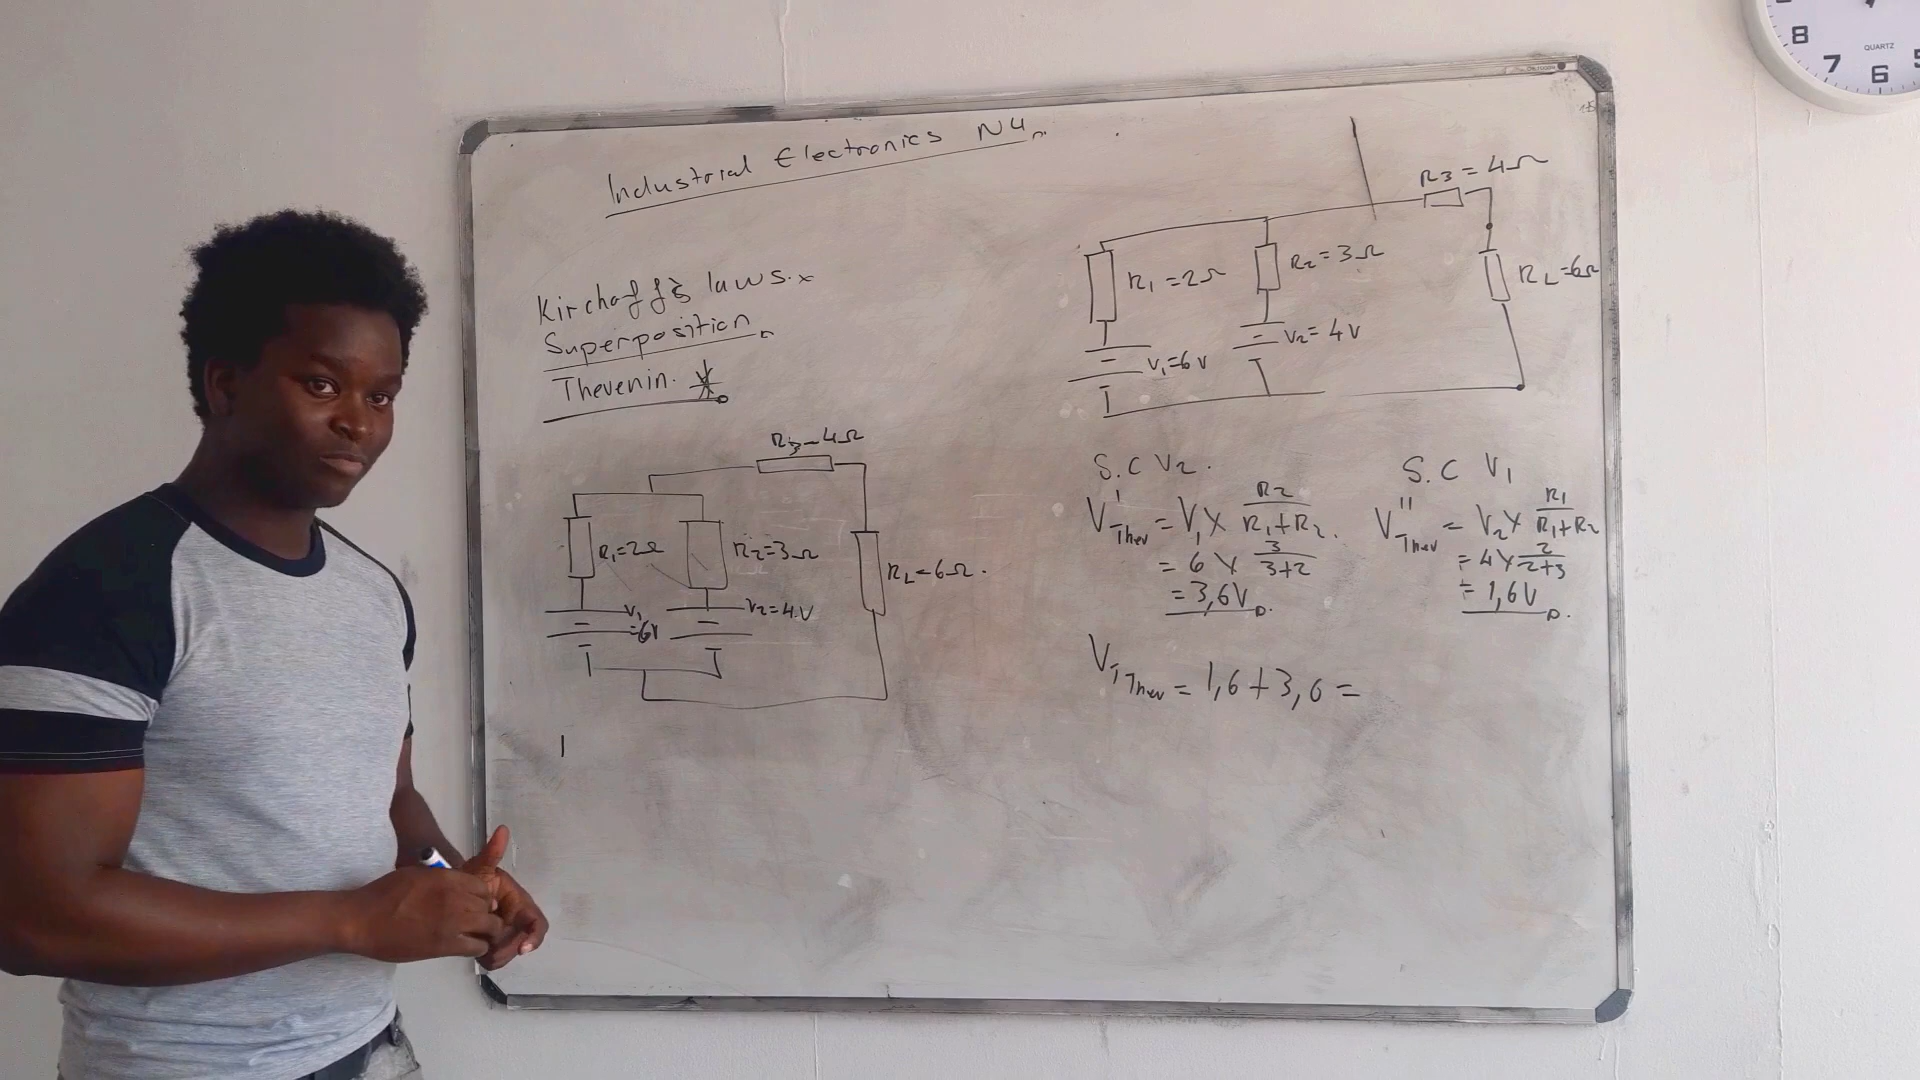 Industrial Electronics N4
Kirchoff's laws.
Superposition
Thevenin.
R3=4Ω
R1=2Ω
R2=3Ω
RL=6Ω
V1=6V
V2=4V
R3=4Ω
R1=2Ω
R2=3Ω
RL=6Ω.
V1
=6V
V2=4V
S.C V2.
V'Thev = V1 x R2/R1+R2.
= 6 x 3/3+2
= 3,6V
S.C V1
V''Thev = V2 x R1/R1+R2
= 4 x 2/2+3
= 1,6V
VTThev = 1,6+3,6 =
8
7
6
5
QUARTZ